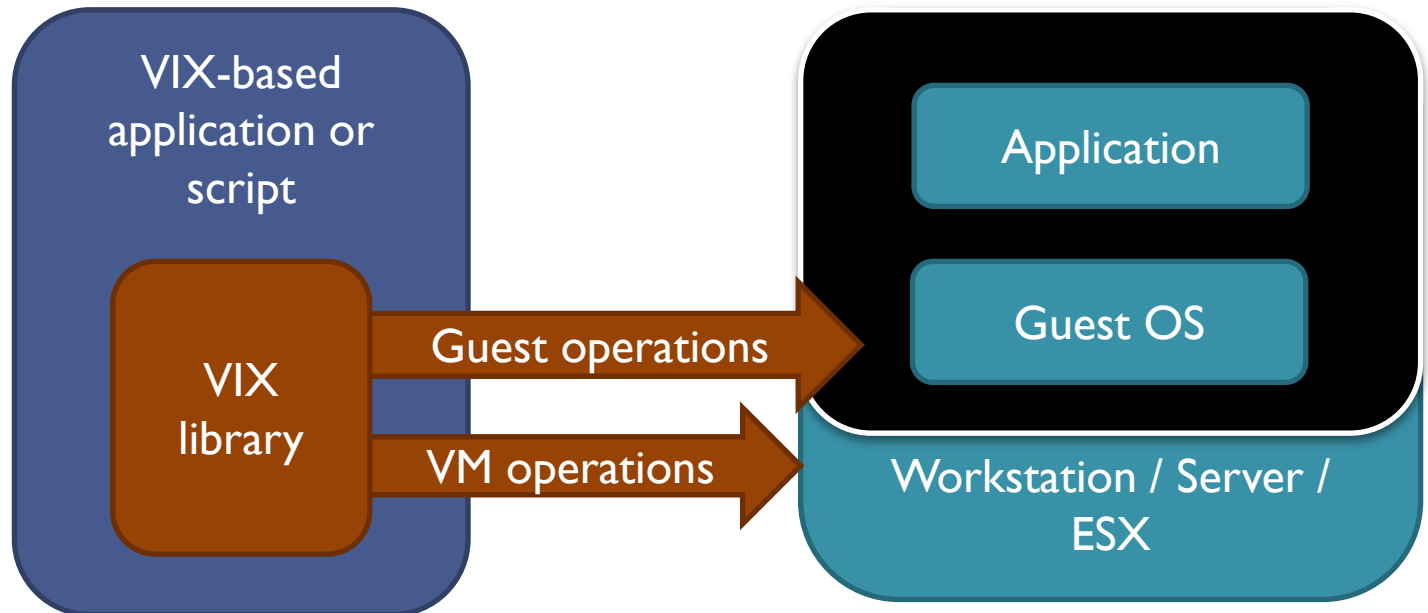 VIX-based
application or
script
VIX
library
Guest operations
VM operations
Application
Guest OS
Workstation / Server /
ESX